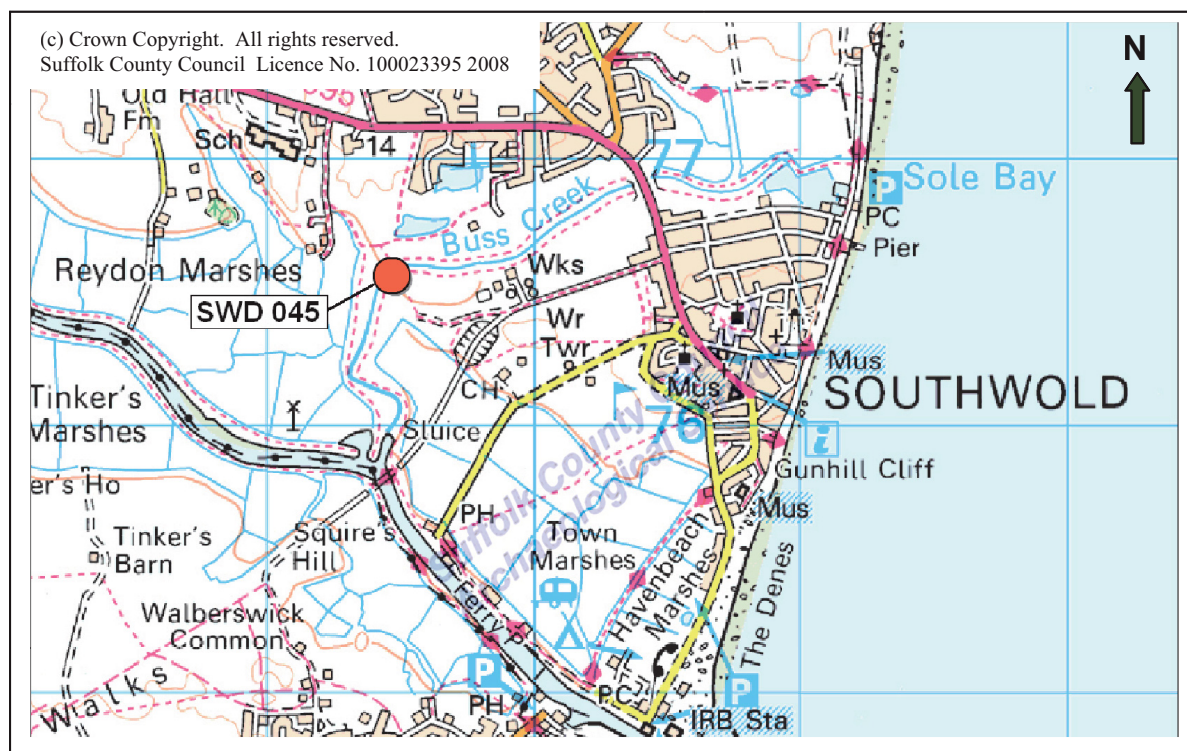 (c) Crown Copyright. All rights reserved.
Suffolk County Council Licence No. 100023395 2008
N
Old Hall
Fm
Sch
14
77
Sole Bay
P
PC
Pier
Buss Creek
Reydon Marshes
SWD 045
Wks
Wr
Twr
Mus
Mus
CH
SOUTHWOLD
Tinker's
Marshes
Sluice
76
i
Gunhill Cliff
Mus
er's Ho
PH
Suffolk County Council
Tinker's
Barn
Squire's
Hill
Town
Marshes
Havenbeach
Marshes
The Denes
Ferry P
Walberswick
Common
Walks
P
PH
PC
P
IRB Sta